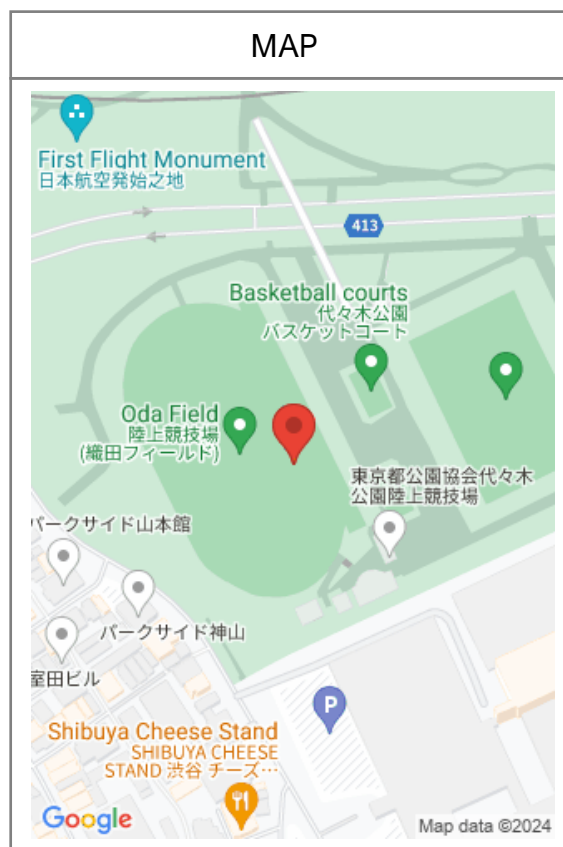 MAP
First Flight Monument
日本航空発始之地
413
Basketball courts
代々木公園
バスケットコート
Oda Field
陸上競技場
(織田フィールド)
東京都公園協会代々木
公園陸上競技場
パークサイド山本館
パークサイド神山
室田ビル
P
Shibuya Cheese Stand
SHIBUYA CHEESE
STAND 渋谷 チーズ…
Google
Map data ©2024